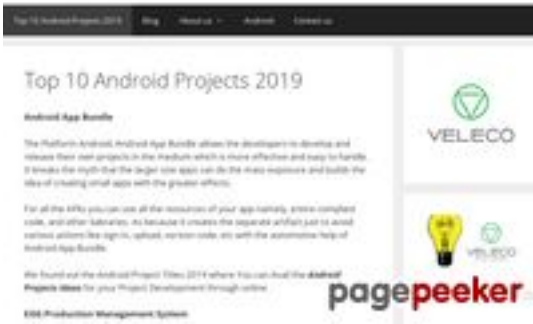 Top 10 Android Projects 2019 Blog About us Android Contact us
Top 10 Android Projects 2019
Android App Bundle
The Platform Android, Android App Bundle allows the developers to develop and
release their own projects in the medium which is more effective and easy to handle.
It breaks the myth that the larger size apps can do the mass exposure and builds the
idea of creating small apps with the greater effects.
For all the APKs you can use all the resources of your app namely, entire compiled
code, and other libraries. As because it creates the separate artifact just to avoid
various actions like sign in, upload, version code, etc with the automotive help of
Android App Bundle.
We found out the Android Project Titles 2019 where You can Avail the Android
Projects Ideas for your Project Development through online
EGG Production Management System
VELECO
VELECO
pagepeeker